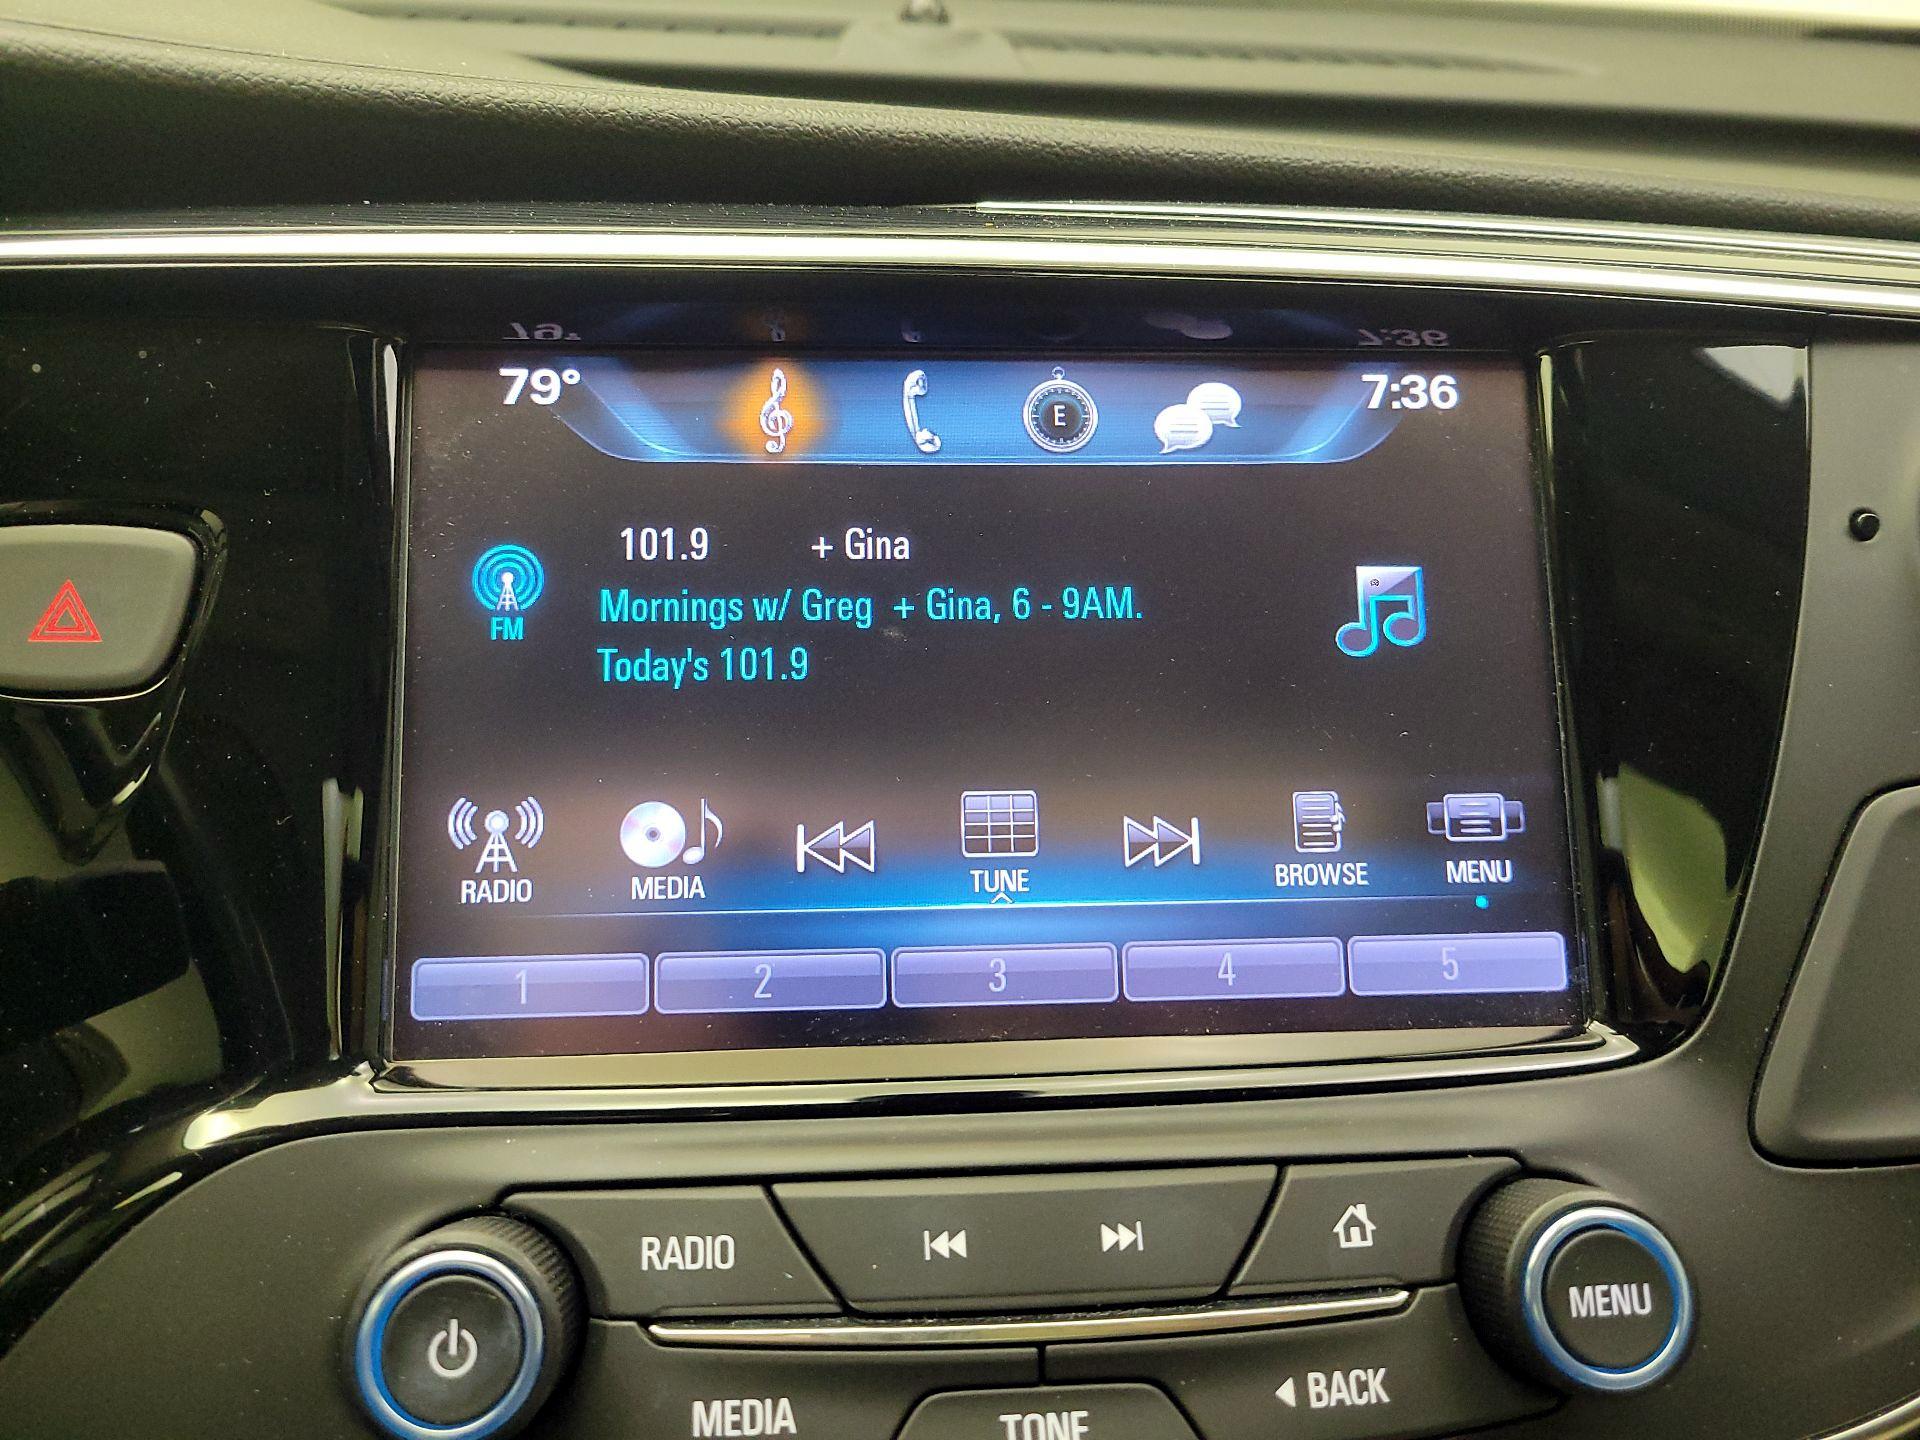 79°
E
7:36
101.9 + Gina
FM
Mornings w/ Greg + Gina, 6 - 9AM.
Today's 101.9
RADIO
MEDIA
TUNE
BROWSE
MENU
1
2
3
4
5
RADIO
MENU
MEDIA
TONE
BACK